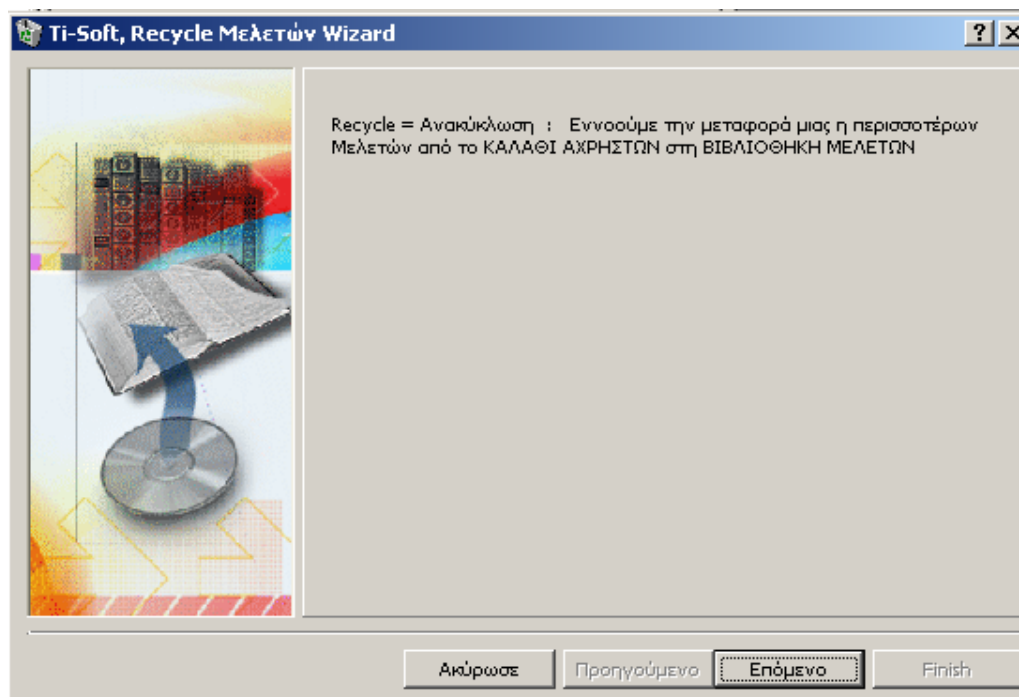 Ti-Soft, Recycle Μελετών Wizard
Recycle = Ανακύκλωση : Εννοούμε την μεταφορά μιας η περισσοτέρων
Μελετών από το ΚΑΛΑΘΙ ΑΧΡΗΣΤΩΝ στη ΒΙΒΛΙΟΘΗΚΗ ΜΕΛΕΤΩΝ
Ακύρωσε Προηγούμενο Επόμενο Finish